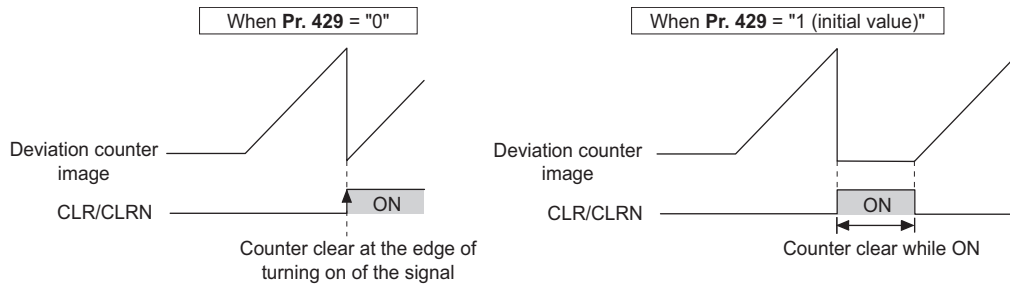 When Pr. 429 = "0"
Deviation counter
image
CLR/CLRN
ON
Counter clear at the edge of
turning on of the signal
When Pr. 429 = "1 (initial value)"
Deviation counter
image
CLR/CLRN
ON
Counter clear while ON